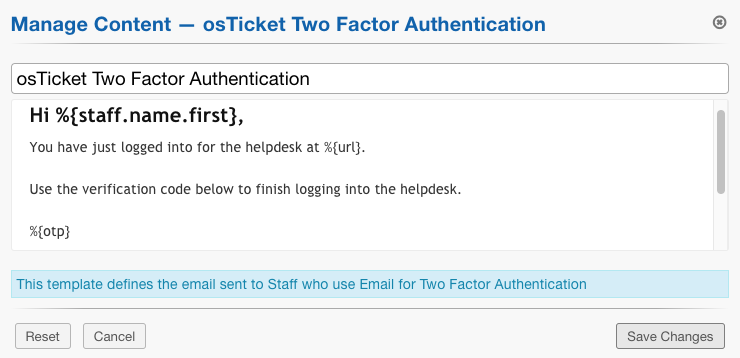 Manage Content — osTicket Two Factor Authentication
osTicket Two Factor Authentication
Hi %{staff.name.first},
You have just logged into for the helpdesk at %{url}.
Use the verification code below to finish logging into the helpdesk.
%{otp}
This template defines the email sent to Staff who use Email for Two Factor Authentication
Reset Cancel Save Changes